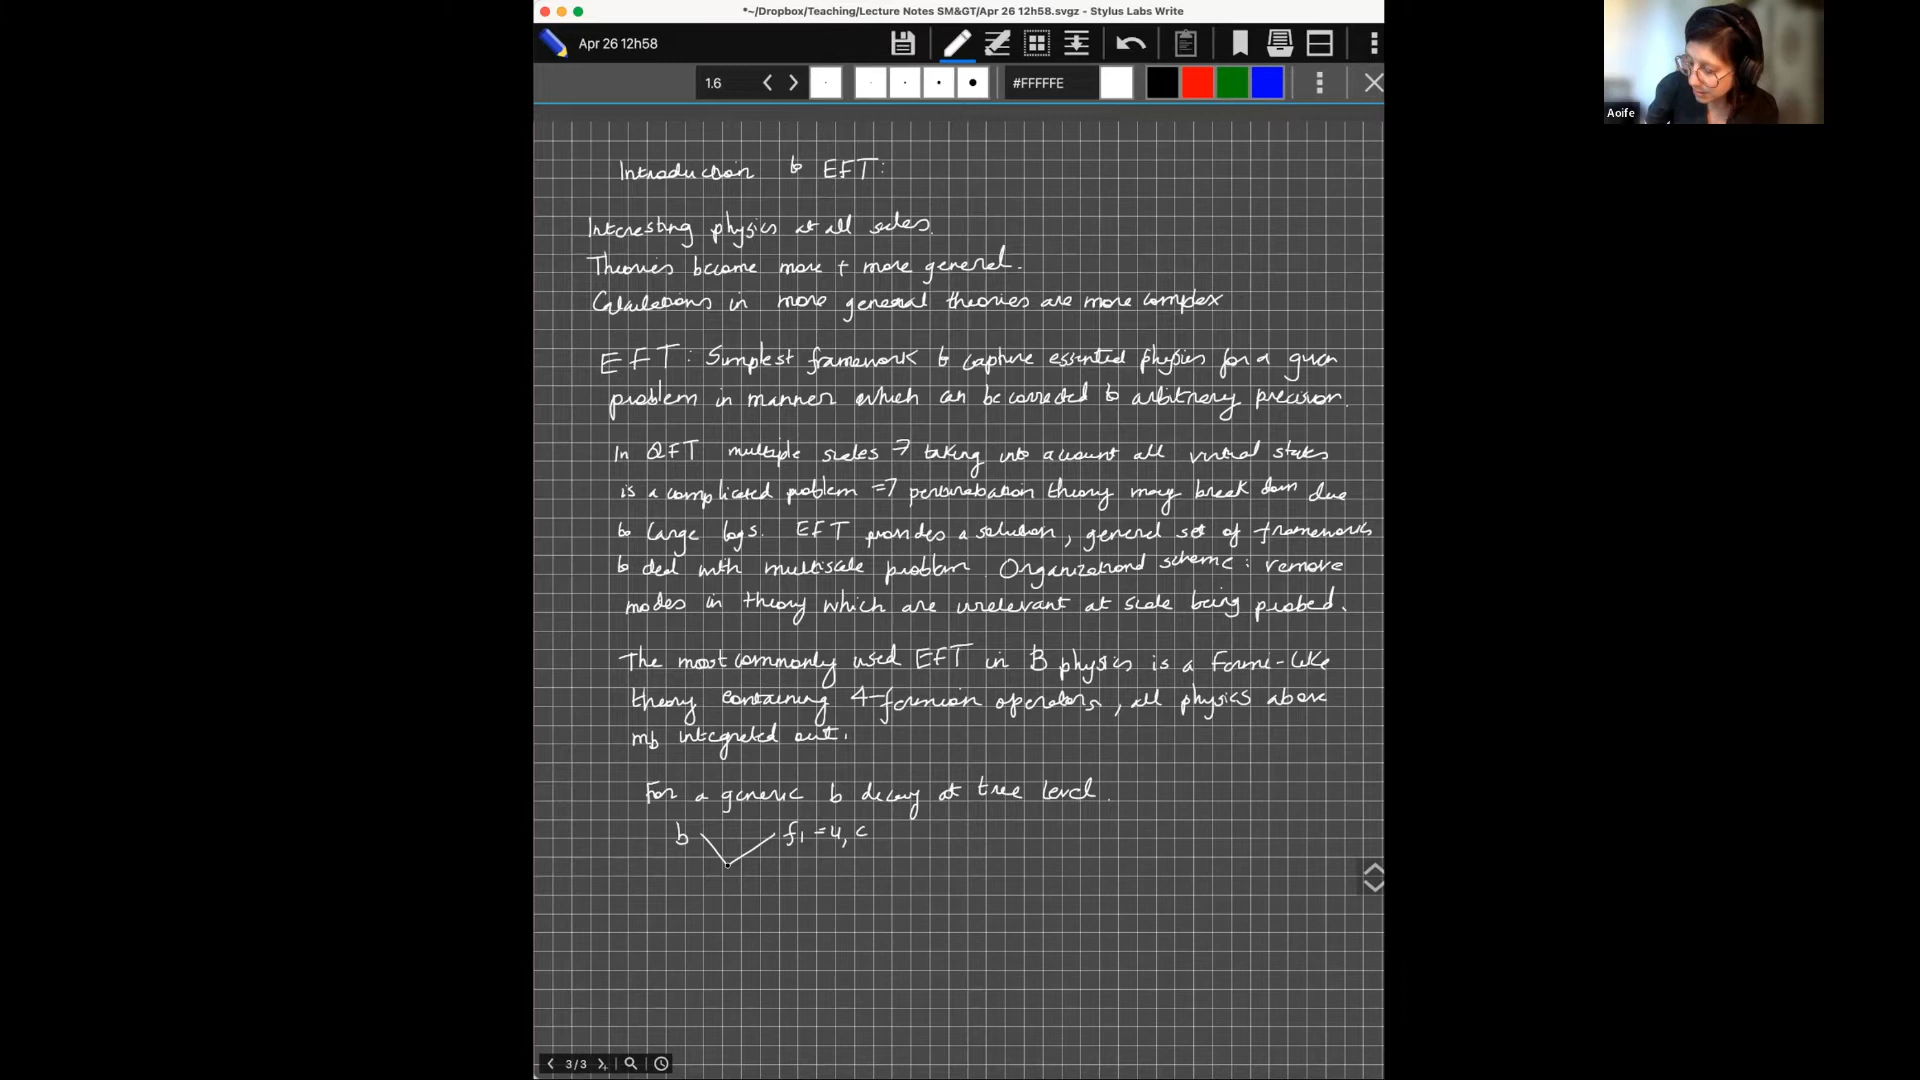 *~/Dropbox/Teaching/Lecture Notes SM&GT/Apr 26 12h58.svgz - Stylus Labs Write
Apr 26 12h58
1.6
#FFFFFE
Aoife
Introduction to EFT:
Interesting physics at all scales.
Theories become more + more general.
Calculations in more general theories are more complex
EFT: Simplest framework to capture essential physics for a given
problem in manner which can be corrected to arbitrary precision.
In QFT multiple scales => taking into account all virtual states
is a complicated problem => perturbation theory may break down due
to large logs. EFT provides a solution, general set of frameworks
to deal with multiscale problem. Organizational scheme: remove
modes in theory which are irrelevant at scale being probed.
The most commonly used EFT in B physics is a Fermi-like
theory containing 4-fermion operators, all physics above
mb integrated out.
For a generic b decay at tree level.
b f1 = u, c
3/3